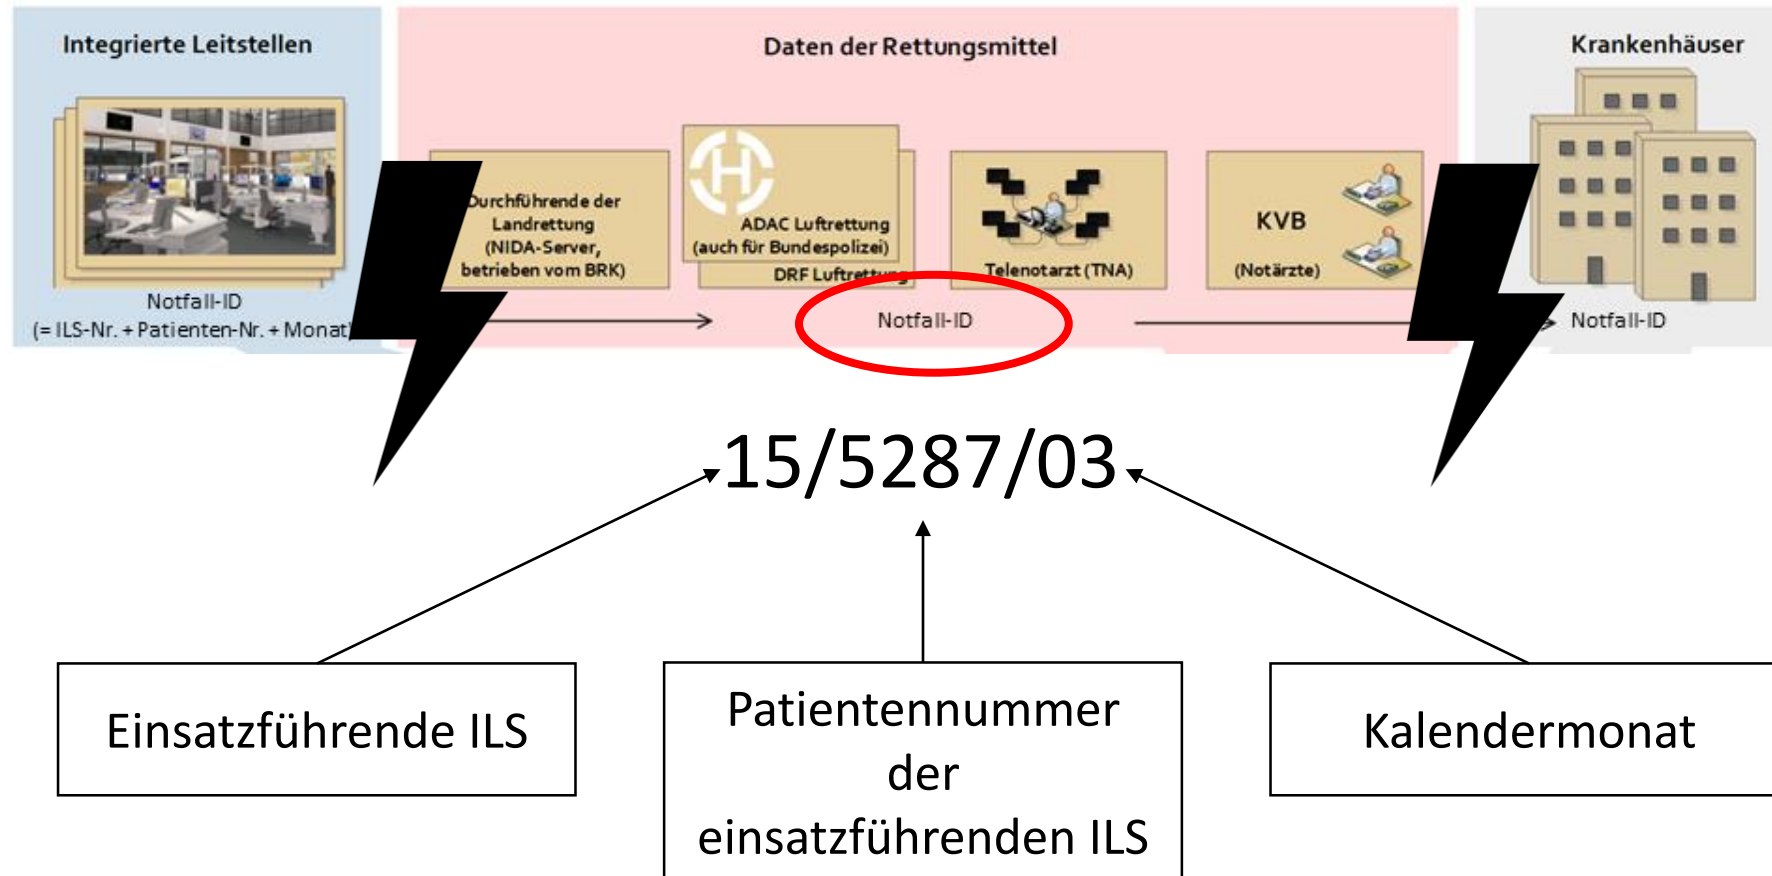 Integrierte Leitstellen
Daten der Rettungsmittel
Krankenhäuser
Durchführende der
Landrettung
(NIDA-Server,
betrieben vom BRK)
H
ADAC Luftrettung
(auch für Bundespolizei)
DRF Luftrettung
Telenotarzt (TNA)
KVB
(Notärzte)
Notfall-ID
(= ILS-Nr. + Patienten-Nr. + Monat)
Notfall-ID
Notfall-ID
15/5287/03
Einsatzführende ILS
Patientennummer
der
einsatzführenden ILS
Kalendermonat